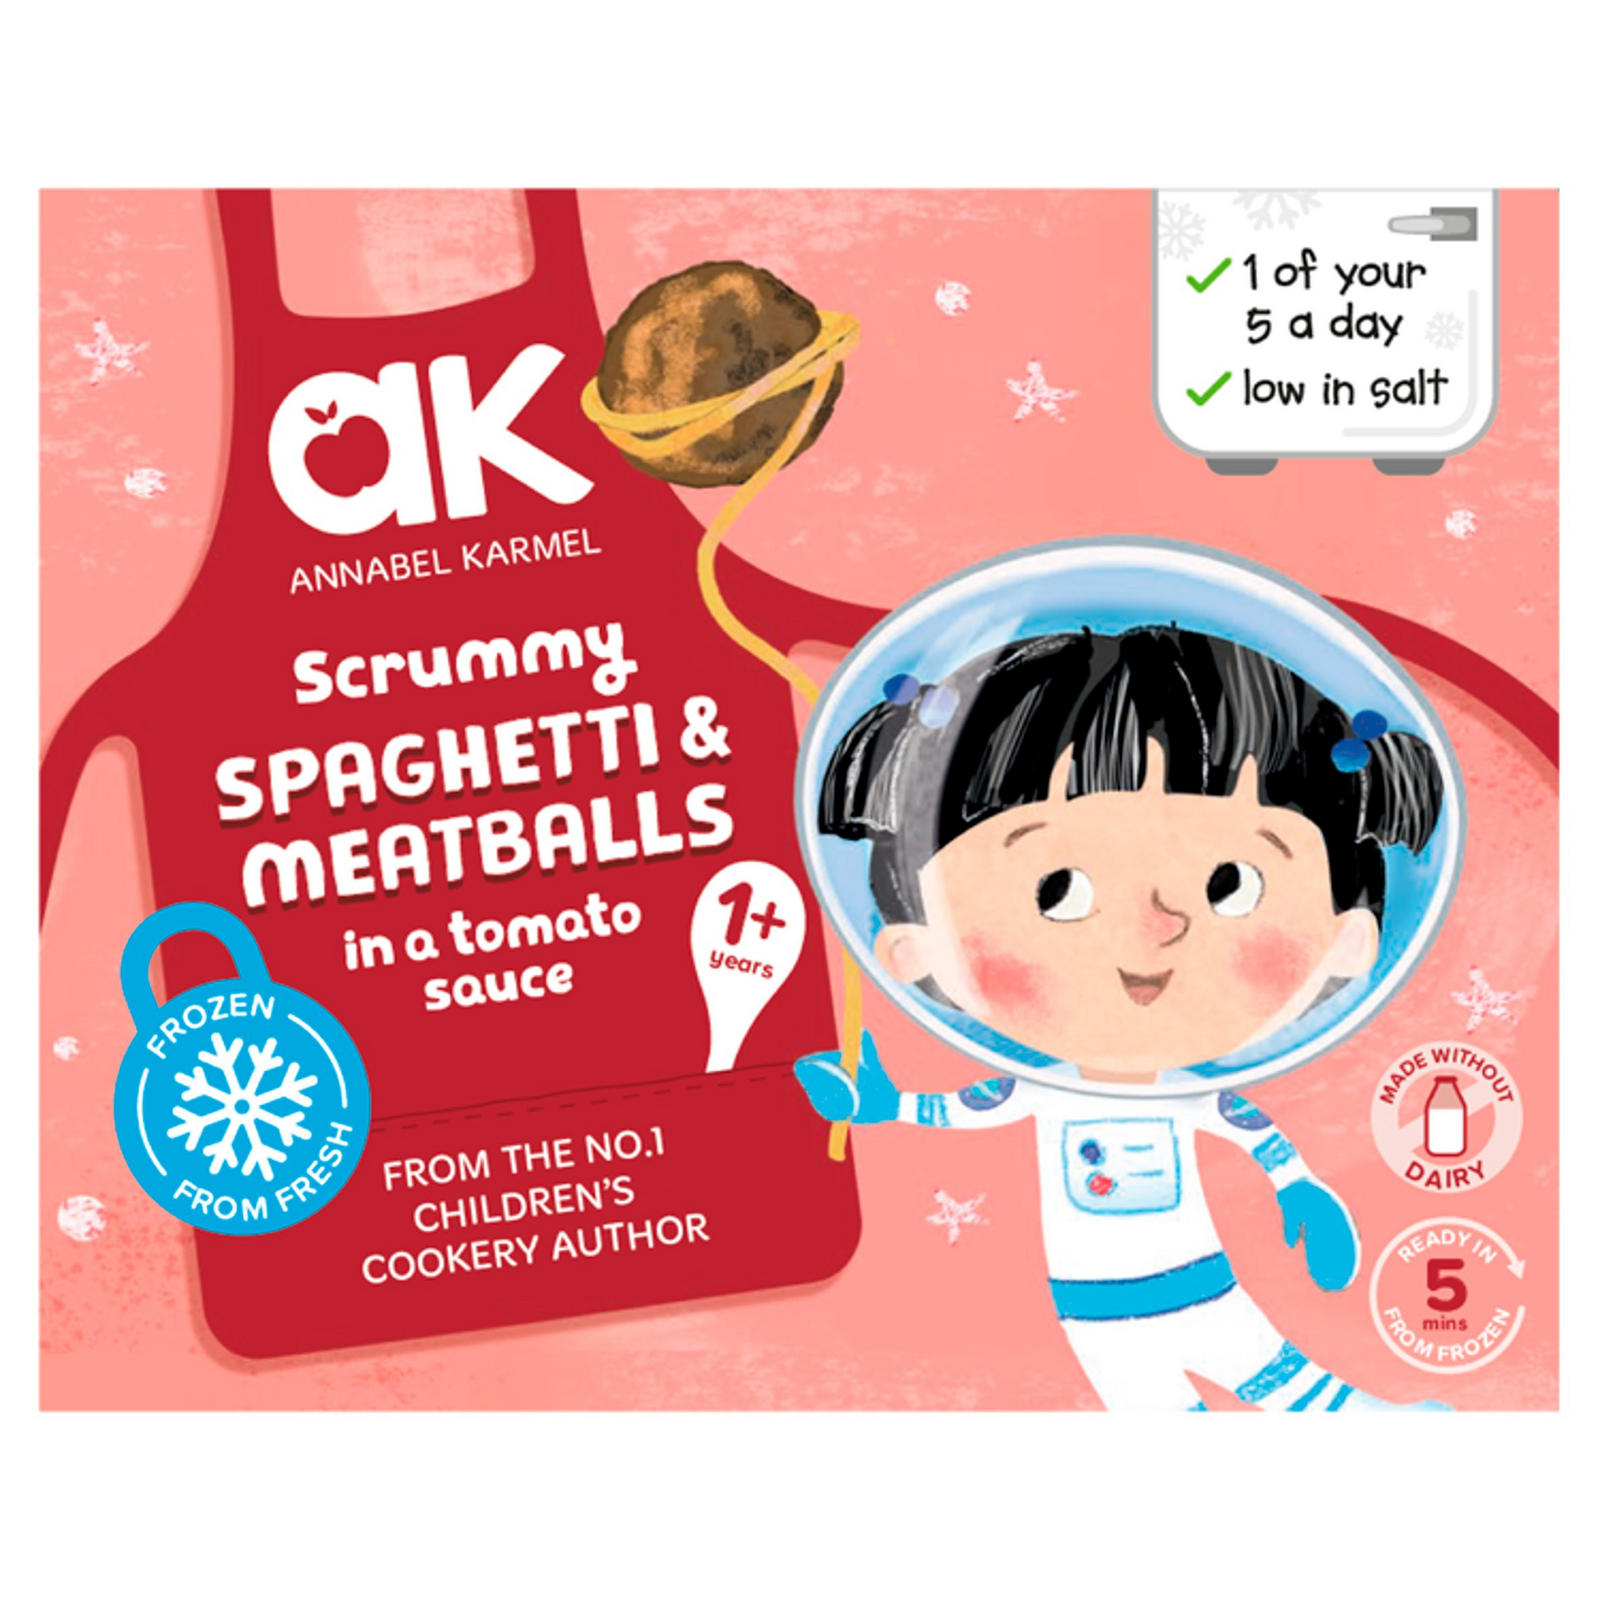 ak
ANNABEL KARMEL
Scrummy
SPAGHETTI &
MEATBALLS
in a tomato
sauce
1+
years
FROZEN
FROM FRESH
FROM THE NO.1
CHILDREN'S
COOKERY AUTHOR
1 of your
5 a day
low in salt
MADE WITHOUT
DAIRY
READY IN
5
mins
FROM FROZEN